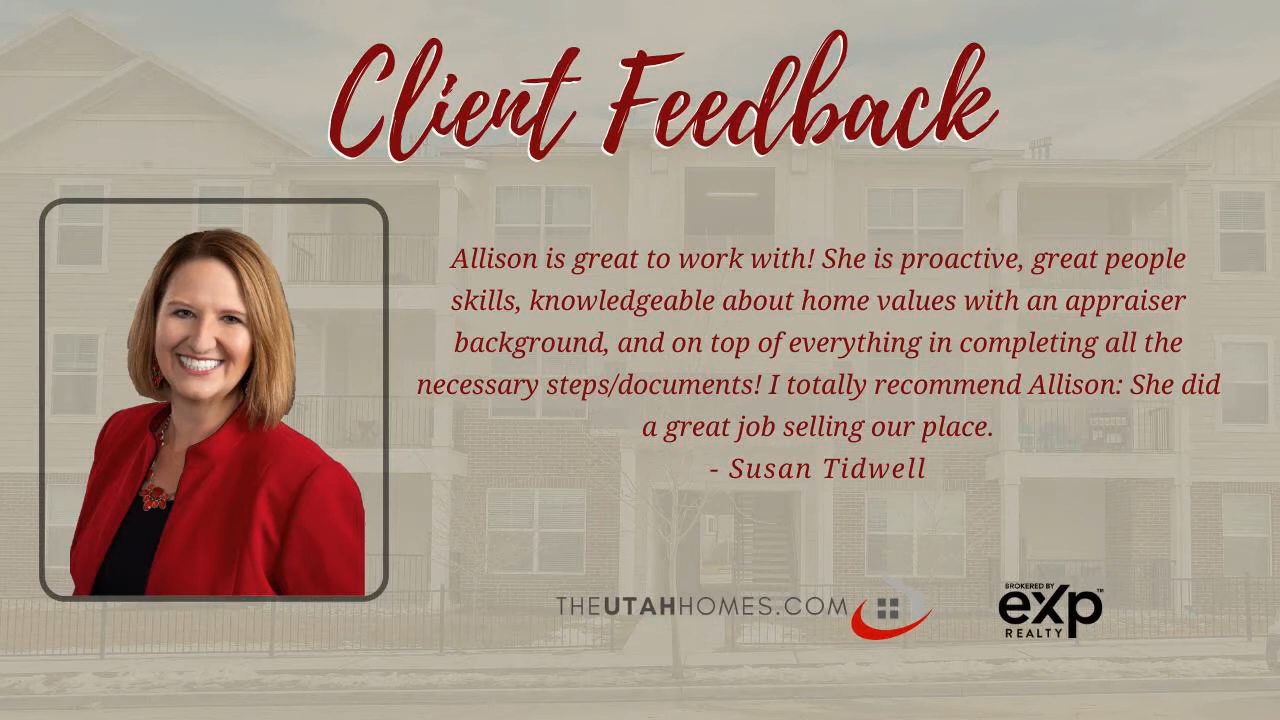 Client Feedback
Allison is great to work with! She is proactive, great people
skills, knowledgeable about home values with an appraiser
background, and on top of everything in completing all the
necessary steps/documents! I totally recommend Allison: She did
a great job selling our place.
- Susan Tidwell
THEUTAHHOMES.COM
BROKERED BY
eXp™
REALTY